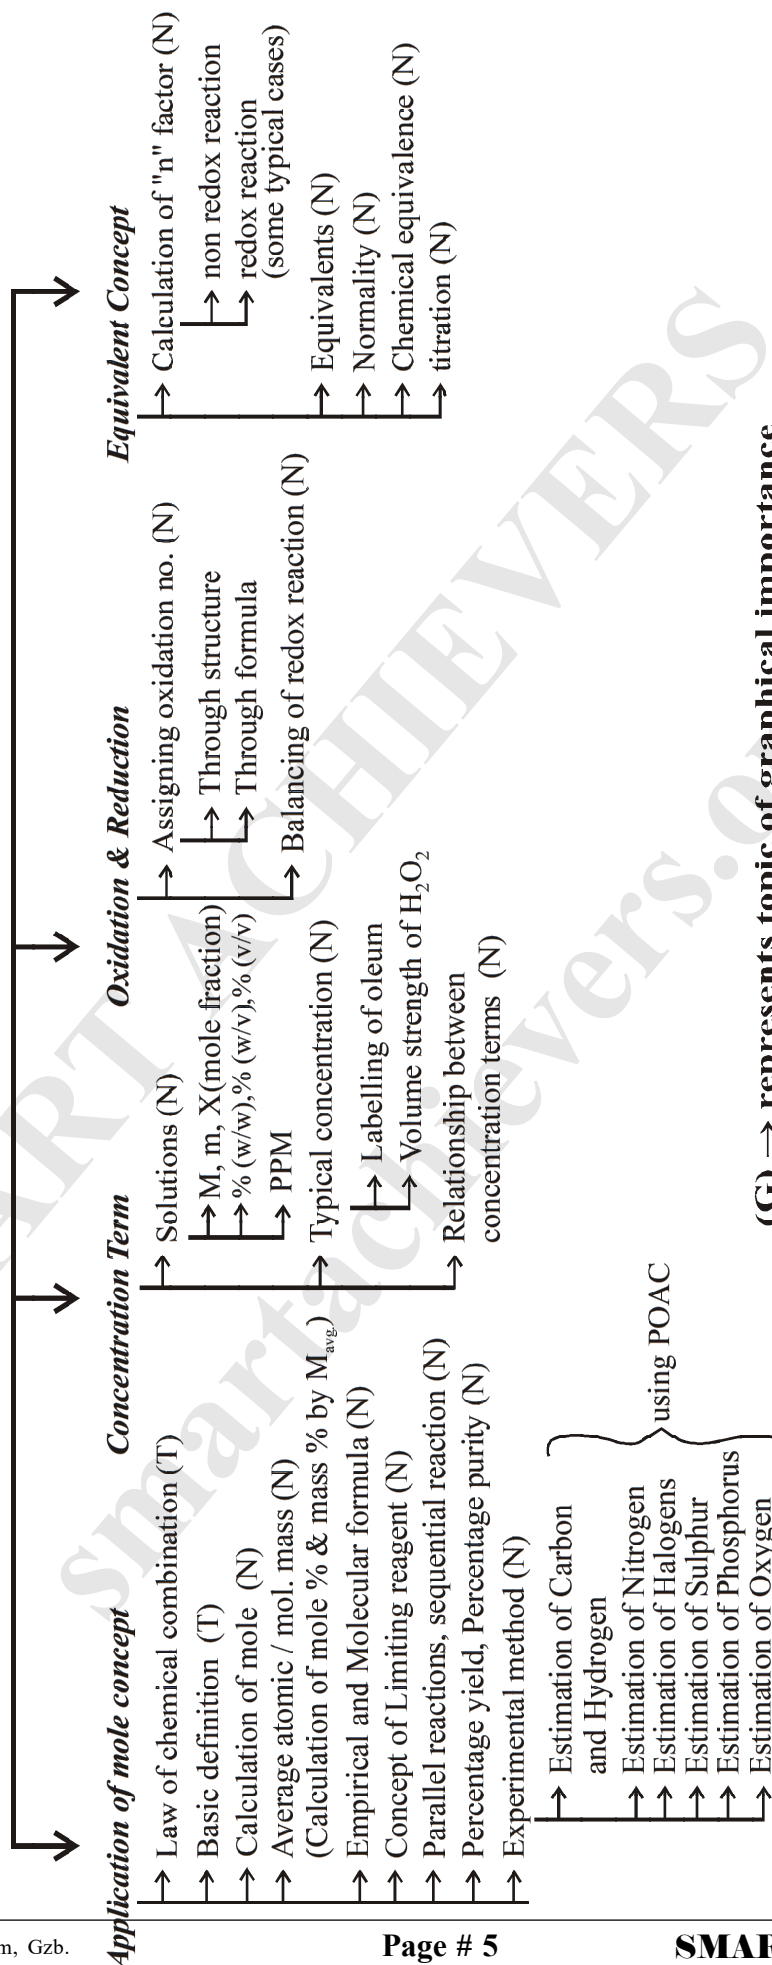 Application of mole concept
Law of chemical combination (T)
Basic definition (T)
Calculation of mole (N)
Average atomic / mol. mass (N)
(Calculation of mole % & mass % by Mavg.)
Empirical and Molecular formula (N)
Concept of Limiting reagent (N)
Parallel reactions, sequential reaction (N)
Percentage yield, Percentage purity (N)
Experimental method (N)
Estimation of Carbon
and Hydrogen
Estimation of Nitrogen
Estimation of Halogens
Estimation of Sulphur
Estimation of Phosphorus
Estimation of Oxygen
using POAC
Concentration Term
Solutions (N)
M, m, X(mole fraction)
% (w/w),% (w/v),% (v/v)
PPM
Typical concentration (N)
Labelling of oleum
Volume strength of H2O2
Relationship between
concentration terms (N)
Oxidation & Reduction
Assigning oxidation no. (N)
Through structure
Through formula
Balancing of redox reaction (N)
Equivalent Concept
Calculation of "n" factor (N)
non redox reaction
redox reaction
(some typical cases)
Equivalents (N)
Normality (N)
Chemical equivalence (N)
titration (N)
(G) → represents topic of graphical importance
ART ACHIEVERS
smartachievers.o
m, Gzb.
Page # 5
SMAR